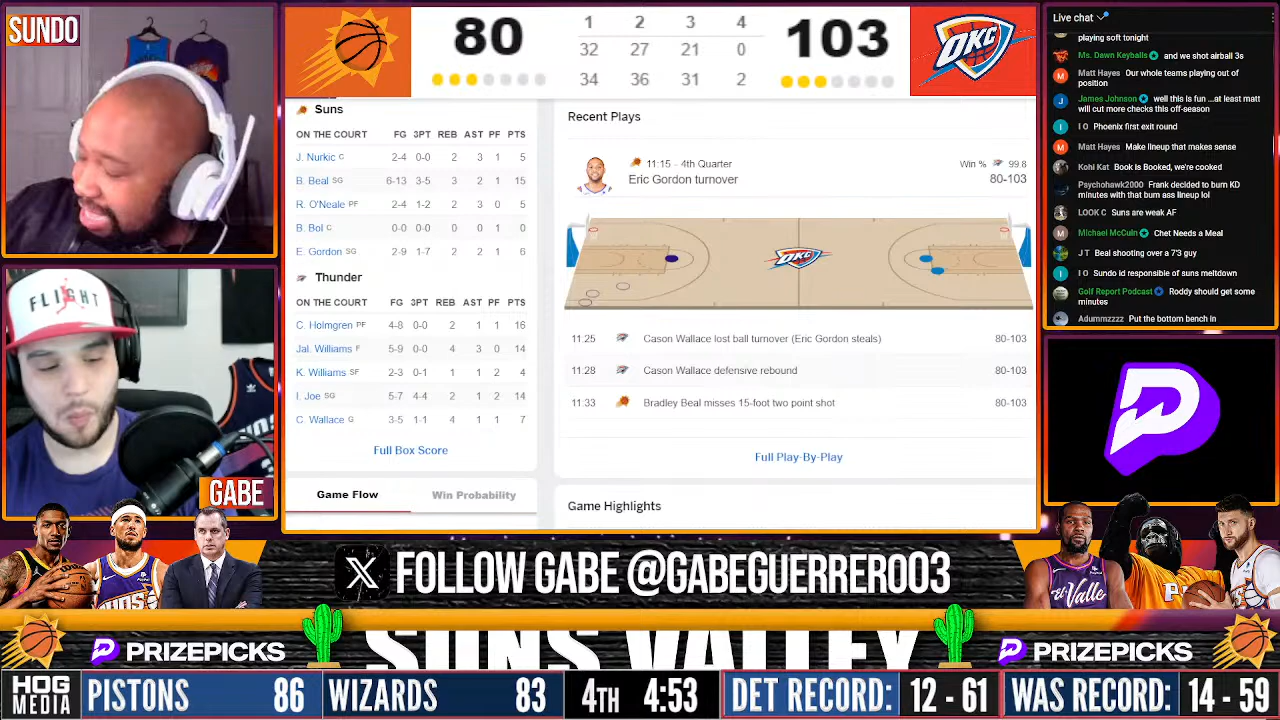 SUNDO
80
1 2 3 4
32 27 21 0
34 36 31 2
103
OKC
Suns
ON THE COURT FG 3PT REB AST PF PTS
J. Nurkic C 2-4 0-0 2 3 1 5
B. Beal SG 6-13 3-5 3 2 1 15
R. O'Neale PF 2-4 1-2 2 3 0 5
B. Bol C 0-0 0-0 0 0 1 0
E. Gordon SG 2-9 1-7 2 2 1 6
Thunder
ON THE COURT FG 3PT REB AST PF PTS
C. Holmgren PF 4-8 0-0 2 1 1 16
Jal. Williams F 5-9 0-0 4 3 0 14
K. Williams SF 2-3 0-1 1 1 2 4
I. Joe SG 5-7 4-4 2 1 2 14
C. Wallace G 3-5 1-1 4 1 1 7
Full Box Score
Game Flow Win Probability
Recent Plays
11:15 - 4th Quarter
Eric Gordon turnover
Win % 99.8
80-103
OKC
11:25 Cason Wallace lost ball turnover (Eric Gordon steals) 80-103
11:28 Cason Wallace defensive rebound 80-103
11:33 Bradley Beal misses 15-foot two point shot 80-103
Full Play-By-Play
Game Highlights
Live chat
playing soft tonight
Ms. Dawn Keyballs and we shoot airball 3s
Matt Hayes Our whole teams playing out of
position
James Johnson well this is fun ...at least matt
will cut more checks this off-season
I O Phoenix first exit round
Matt Hayes Make lineup that makes sense
Kohl Kat Book Is Booked, we're cooked
Psychohawk2000 Frank decided to burn KD
minutes with that bum ass lineup lol
LOOK C Suns are weak AF
Michael McCuin Chet Needs a Meal
J T Beal shooting over a 7'3 guy
I O Sundo id responsible of suns meltdown
Golf Report Podcast Roddy should get some
minutes
Adummzzzz Put the bottom bench in
FLIGHT
GABE
FOLLOW GABE @GABEGUERRERO03
El Valle
PRIZEPICKS
SUNS VALLEY
PRIZEPICKS
HOG
MEDIA
PISTONS 86 WIZARDS 83 4TH 4:53 DET RECORD: 12 - 61 WAS RECORD: 14 - 59